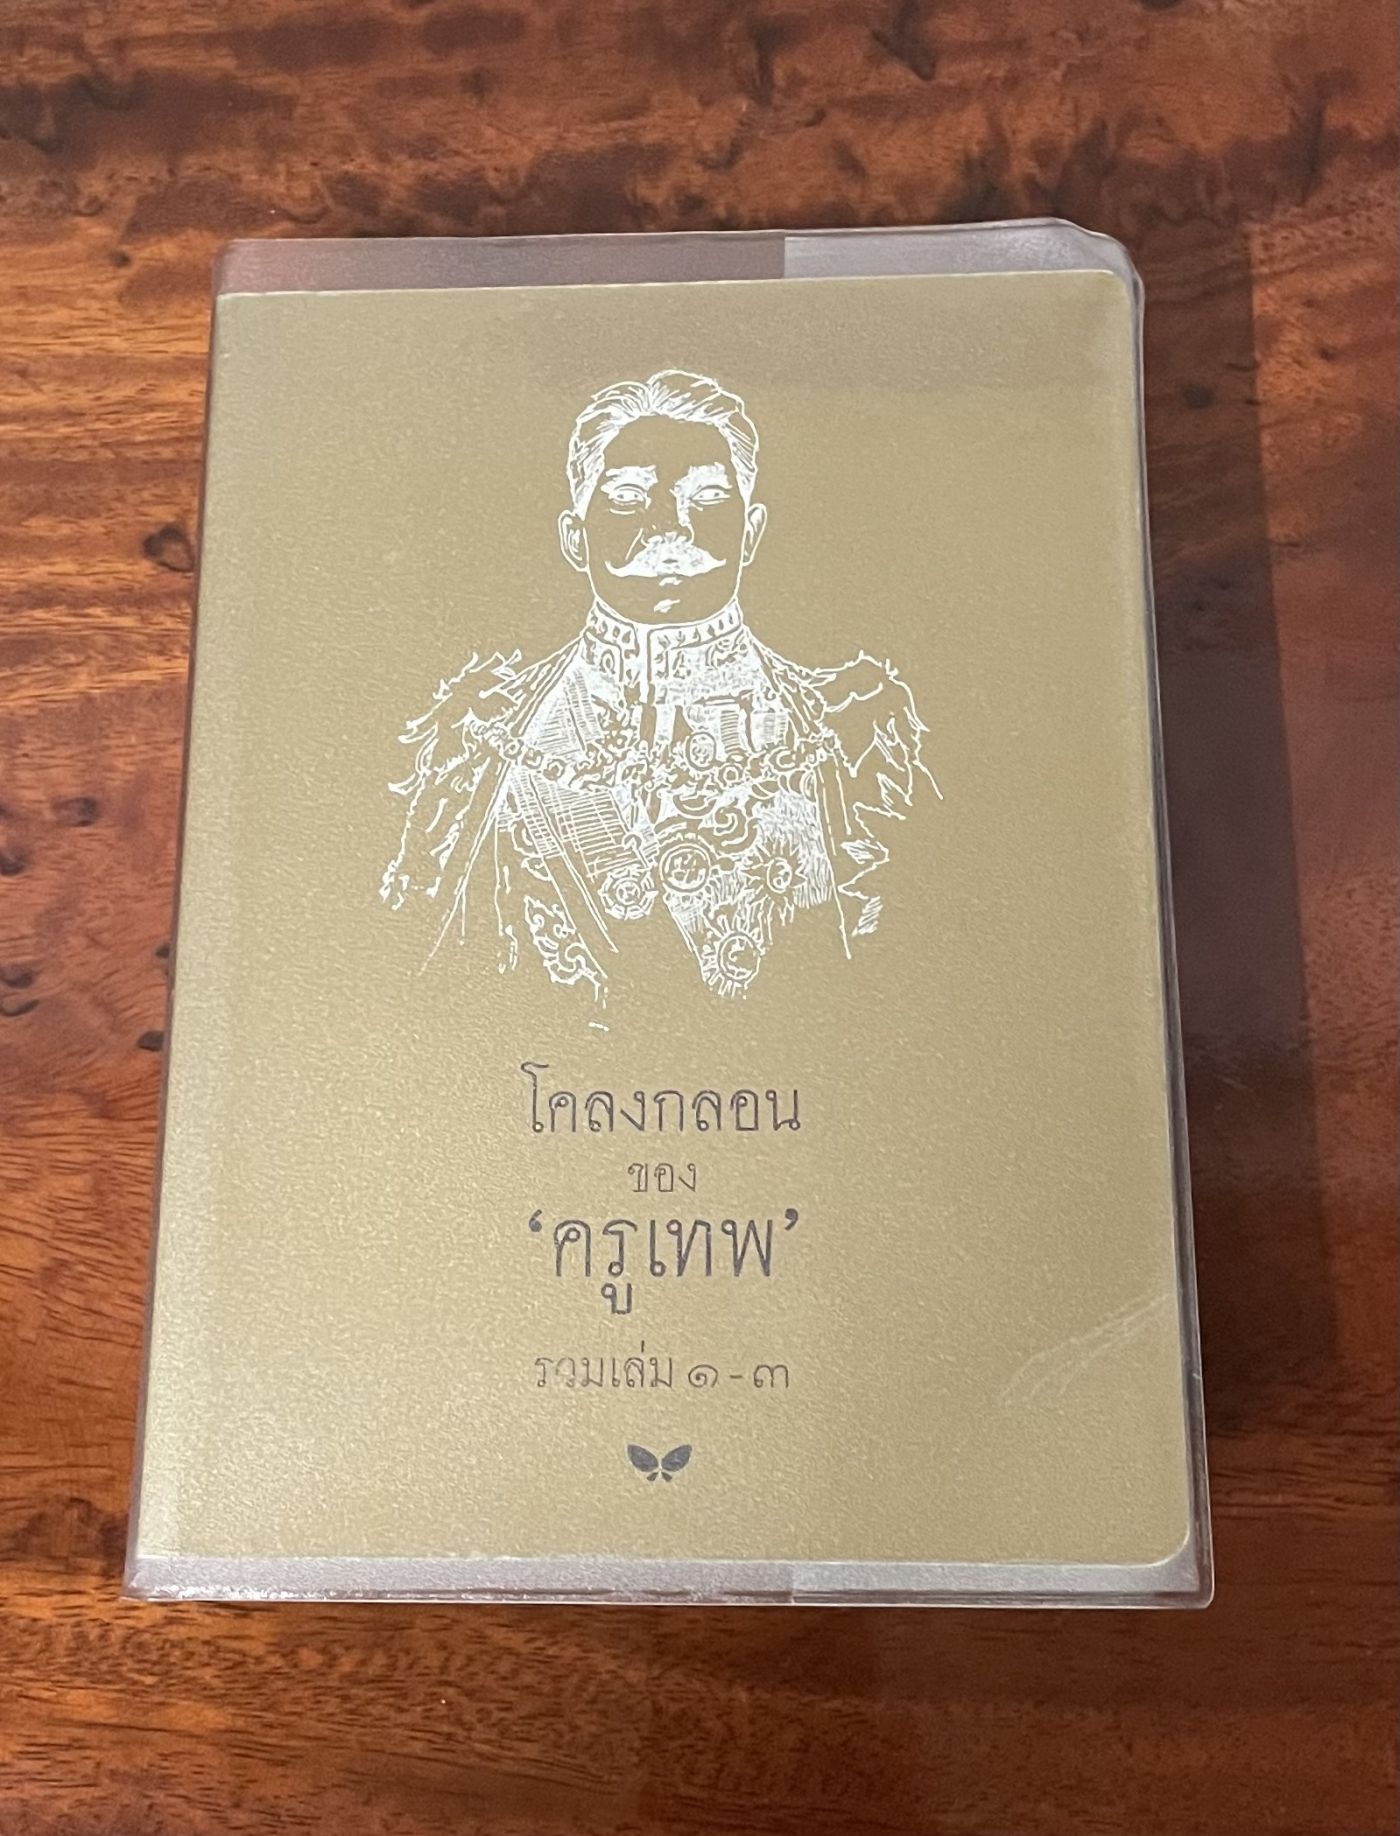 โคลงกลอน
ของ
‘ครูเทพ’
รวมเล่ม ๑-๓